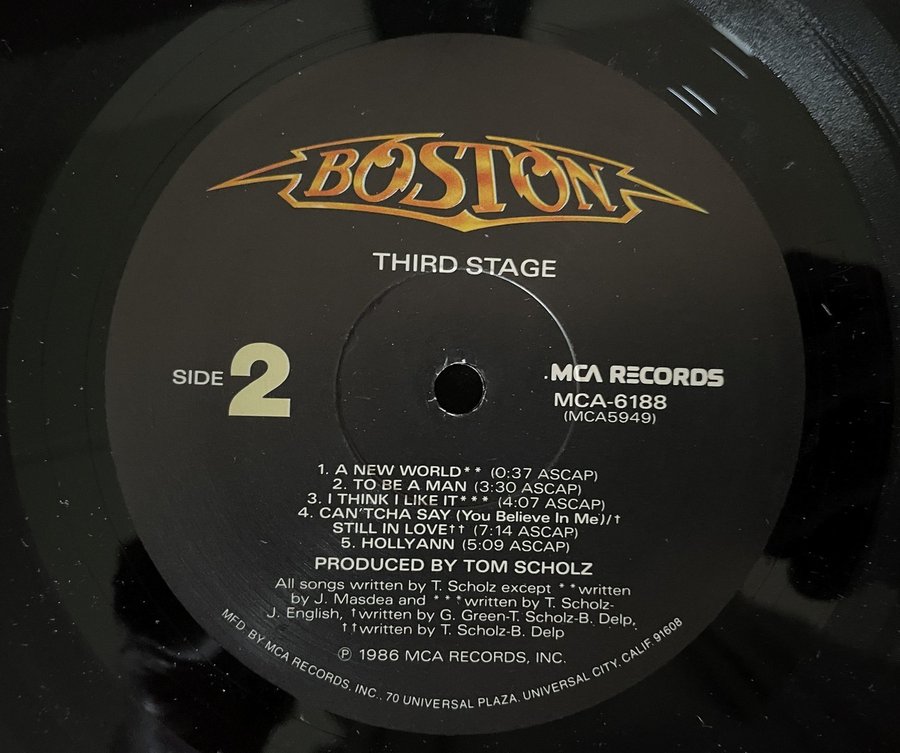 BOSTON
THIRD STAGE
SIDE 2
MCA RECORDS
MCA-6188
(MCA5949)
1. A NEW WORLD** (0:37 ASCAP)
2. TO BE A MAN (3:30 ASCAP)
3. I THINK I LIKE IT*** (4:07 ASCAP)
4. CAN'TCHA SAY (You Believe In Me)/†
STILL IN LOVE†† (7:14 ASCAP)
5. HOLLYANN (5:09 ASCAP)
PRODUCED BY TOM SCHOLZ
All songs written by T. Scholz except **written
by J. Masdea and ***written by T. Scholz-
J. English, †written by G. Green-T. Scholz-B. Delp,
††written by T. Scholz-B. Delp
℗ 1986 MCA RECORDS, INC.
MFD. BY MCA RECORDS, INC., 70 UNIVERSAL PLAZA, UNIVERSAL CITY, CALIF. 91608